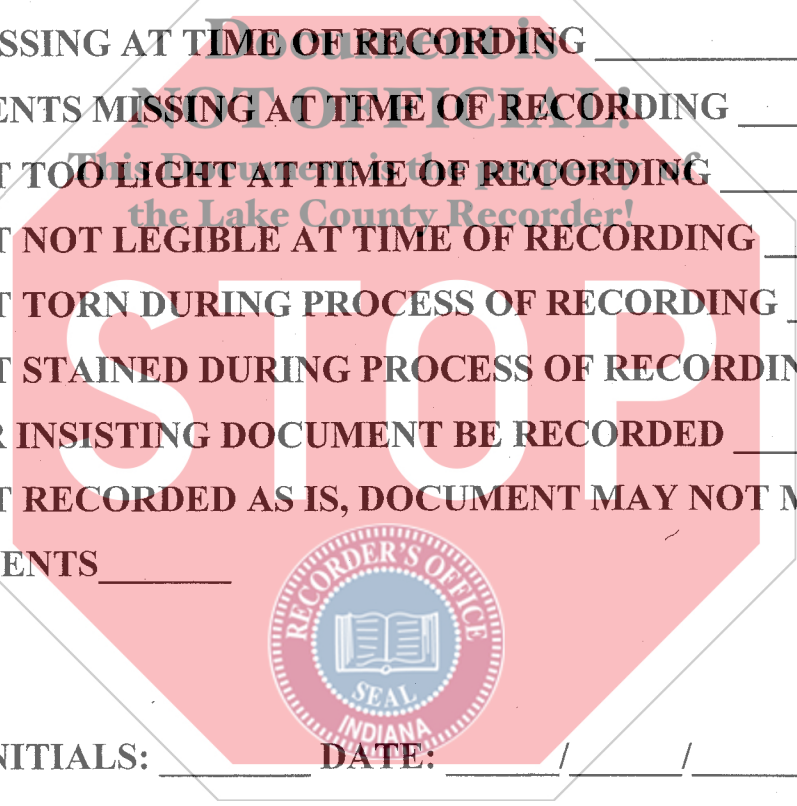 Document is
SSING AT TIME OF RECORDING
NOT OFFICIAL!
ENTS MISSING AT TIME OF RECORDING
This Document is the property of
T TOO LIGHT AT TIME OF RECORDING
the Lake County Recorder!
T NOT LEGIBLE AT TIME OF RECORDING
T TORN DURING PROCESS OF RECORDING
T STAINED DURING PROCESS OF RECORDIN
STOP
R INSISTING DOCUMENT BE RECORDED
T RECORDED AS IS, DOCUMENT MAY NOT M
ENTS
RECORDER'S OFFICE
SEAL
INDIANA
NITIALS: DATE: / /